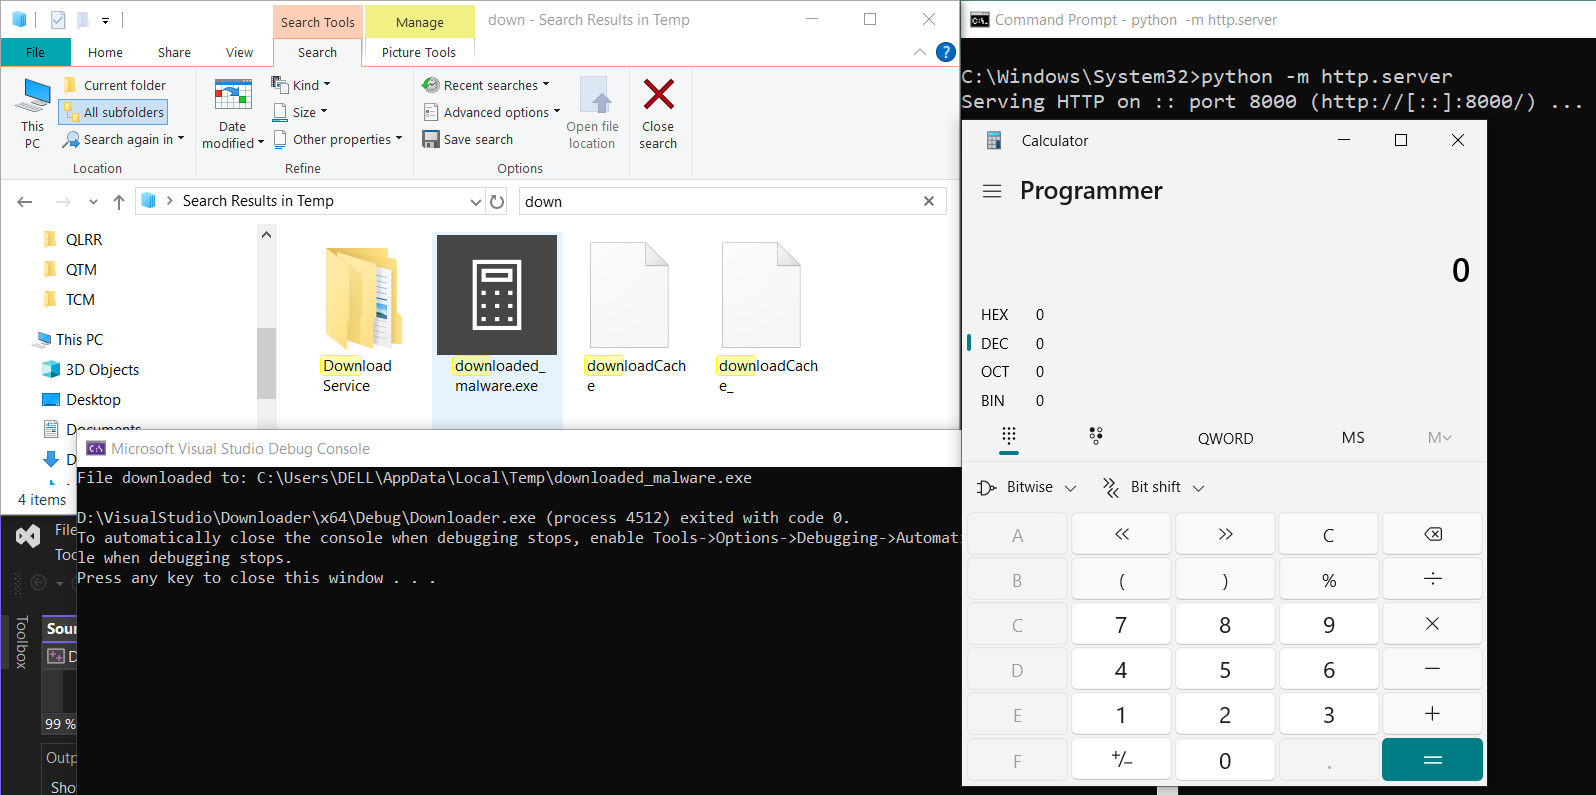 Search Tools
Manage
down - Search Results in Temp
File
Home
Share
View
Search
Picture Tools
This PC
Current folder
All subfolders
Search again in
Location
Date modified
Kind
Size
Other properties
Refine
Recent searches
Advanced options
Save search
Open file location
Options
Close search
Search Results in Temp
down
QLRR
QTM
TCM
This PC
3D Objects
Desktop
Documents
D
4 items
Download
Service
downloaded_
malware.exe
downloadCach
e
downloadCach
e_
Command Prompt - python  -m http.server
C:\Windows\System32>python -m http.server
Serving HTTP on :: port 8000 (http://[::]:8000/) ...
Calculator
Programmer
0
HEX 0
DEC 0
OCT 0
BIN 0
QWORD MS M
Bitwise Bit shift
A << >> C
B ( ) % ÷
C 7 8 9 ×
D 4 5 6 −
E 1 2 3 +
F +/− 0 . =
Microsoft Visual Studio Debug Console
File downloaded to: C:\Users\DELL\AppData\Local\Temp\downloaded_malware.exe
D:\VisualStudio\Downloader\x64\Debug\Downloader.exe (process 4512) exited with code 0.
To automatically close the console when debugging stops, enable Tools->Options->Debugging->Automati
le when debugging stops.
Press any key to close this window . . .
File
Too
Toolbox
Sour
D
99 %
Outp
Sho